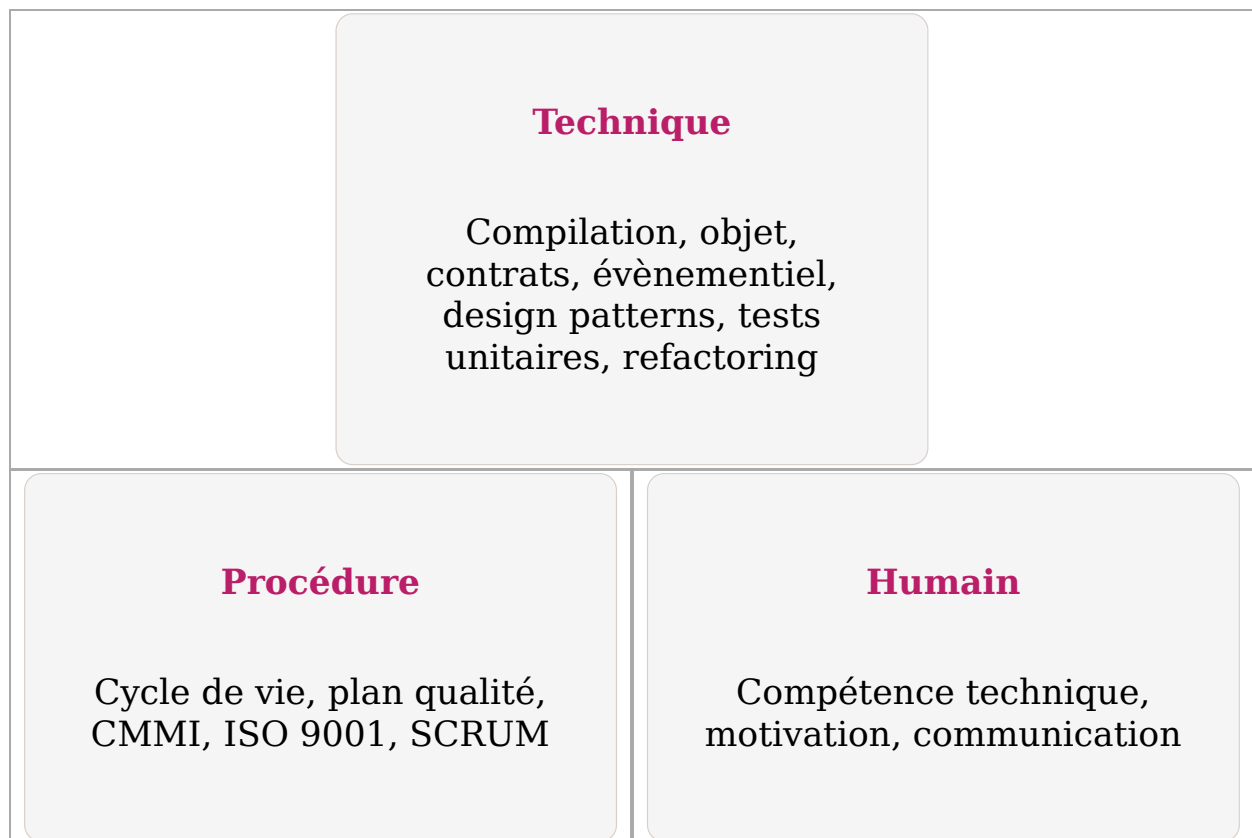 Technique
Compilation, objet,
contrats, évènementiel,
design patterns, tests
unitaires, refactoring
Procédure
Cycle de vie, plan qualité,
CMMI, ISO 9001, SCRUM
Humain
Compétence technique,
motivation, communication